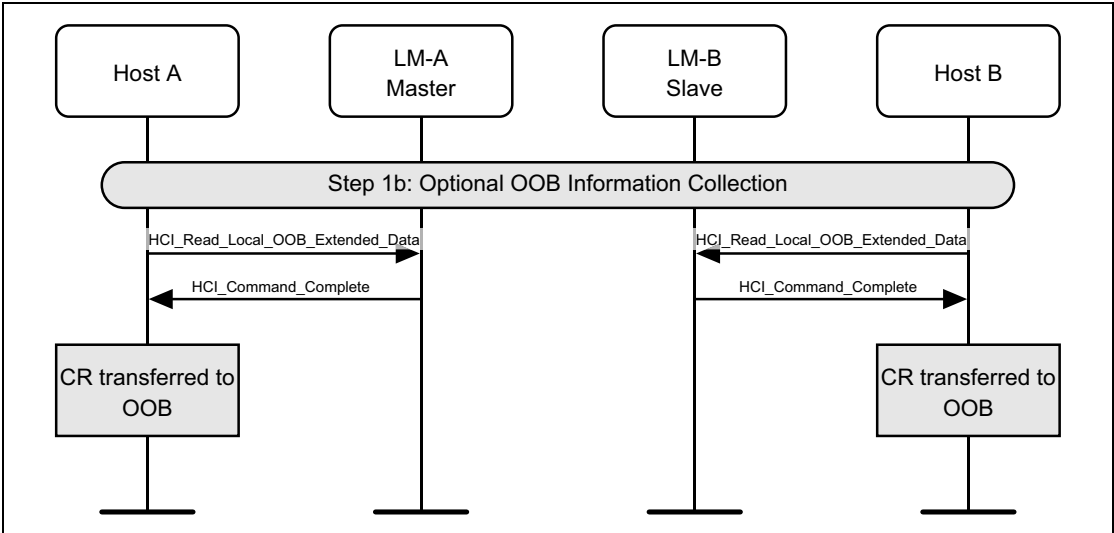 Host A
LM-A
Master
LM-B
Slave
Host B
Step 1b: Optional OOB Information Collection
HCI_Read_Local_OOB_Extended_Data
HCI_Read_Local_OOB_Extended_Data
HCI_Command_Complete
HCI_Command_Complete
CR transferred to
OOB
CR transferred to
OOB